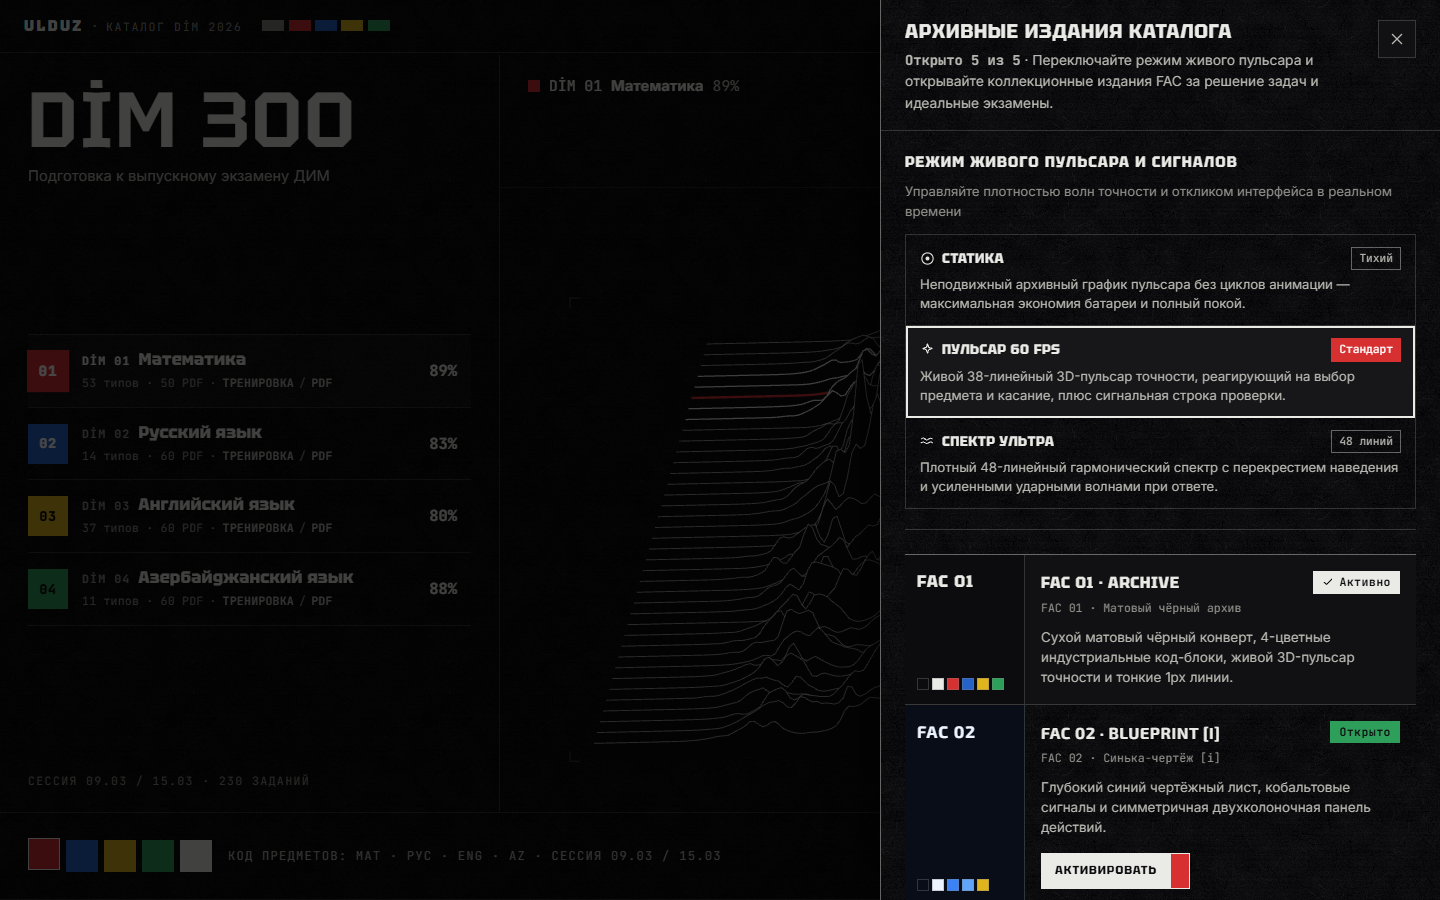 ULDUZ · КАТАЛОГ DİM 2026
DİM 300
Подготовка к выпускному экзамену ДИМ
01 DİM 01 Математика 89%
53 типов · 50 PDF · ТРЕНИРОВКА / PDF
02 DİM 02 Русский язык 83%
14 типов · 60 PDF · ТРЕНИРОВКА / PDF
03 DİM 03 Английский язык 80%
37 типов · 60 PDF · ТРЕНИРОВКА / PDF
04 DİM 04 Азербайджанский язык 88%
11 типов · 60 PDF · ТРЕНИРОВКА / PDF
СЕССИЯ 09.03 / 15.03 · 230 ЗАДАНИЙ
КОД ПРЕДМЕТОВ: МАТ · РУС · ENG · AZ · СЕССИЯ 09.03 / 15.03
DİM 01 Математика 89%
АРХИВНЫЕ ИЗДАНИЯ КАТАЛОГА
Открыто 5 из 5 · Переключайте режим живого пульсара и
открывайте коллекционные издания FAC за решение задач и
идеальные экзамены.
РЕЖИМ ЖИВОГО ПУЛЬСАРА И СИГНАЛОВ
Управляйте плотностью волн точности и откликом интерфейса в реальном
времени
СТАТИКА Тихий
Неподвижный архивный график пульсара без циклов анимации —
максимальная экономия батареи и полный покой.
ПУЛЬСАР 60 FPS Стандарт
Живой 38-линейный 3D-пульсар точности, реагирующий на выбор
предмета и касание, плюс сигнальная строка проверки.
СПЕКТР УЛЬТРА 48 линий
Плотный 48-линейный гармонический спектр с перекрестием наведения
и усиленными ударными волнами при ответе.
FAC 01
FAC 01 · ARCHIVE Активно
FAC 01 · Матовый чёрный архив
Сухой матовый чёрный конверт, 4-цветные
индустриальные код-блоки, живой 3D-пульсар
точности и тонкие 1px линии.
FAC 02
FAC 02 · BLUEPRINT [I] Открыто
FAC 02 · Синька-чертёж [i]
Глубокий синий чертёжный лист, кобальтовые
сигналы и симметричная двухколоночная панель
действий.
АКТИВИРОВАТЬ